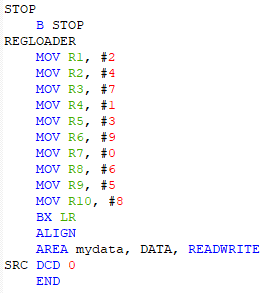 STOP
B STOP
REGLOADER
MOV R1, #2
MOV R2, #4
MOV R3, #7
MOV R4, #1
MOV R5, #3
MOV R6, #9
MOV R7, #0
MOV R8, #6
MOV R9, #5
MOV R10, #8
BX LR
ALIGN
AREA mydata, DATA, READWRITE
SRC DCD 0
END